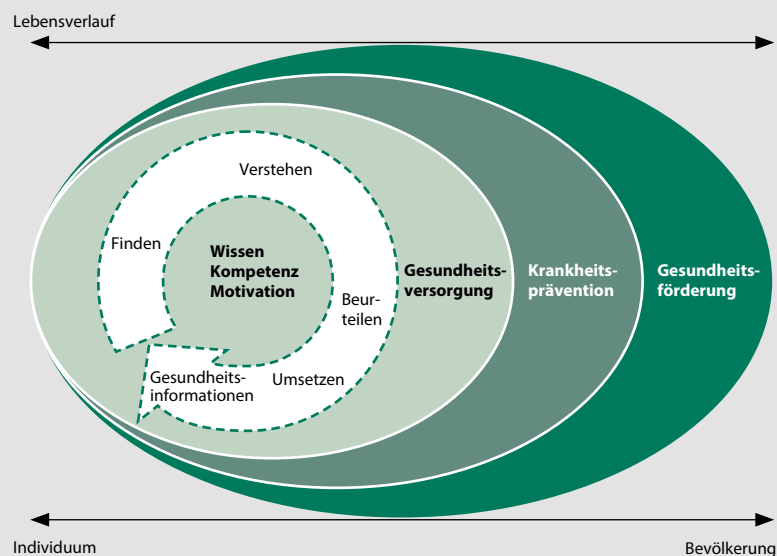 Lebensverlauf
Verstehen
Finden
Wissen
Kompetenz
Motivation
Beur-
teilen
Umsetzen
Gesundheits-
informationen
Gesundheits-
versorgung
Krankheits-
prävention
Gesundheits-
förderung
Individuum
Bevölkerung